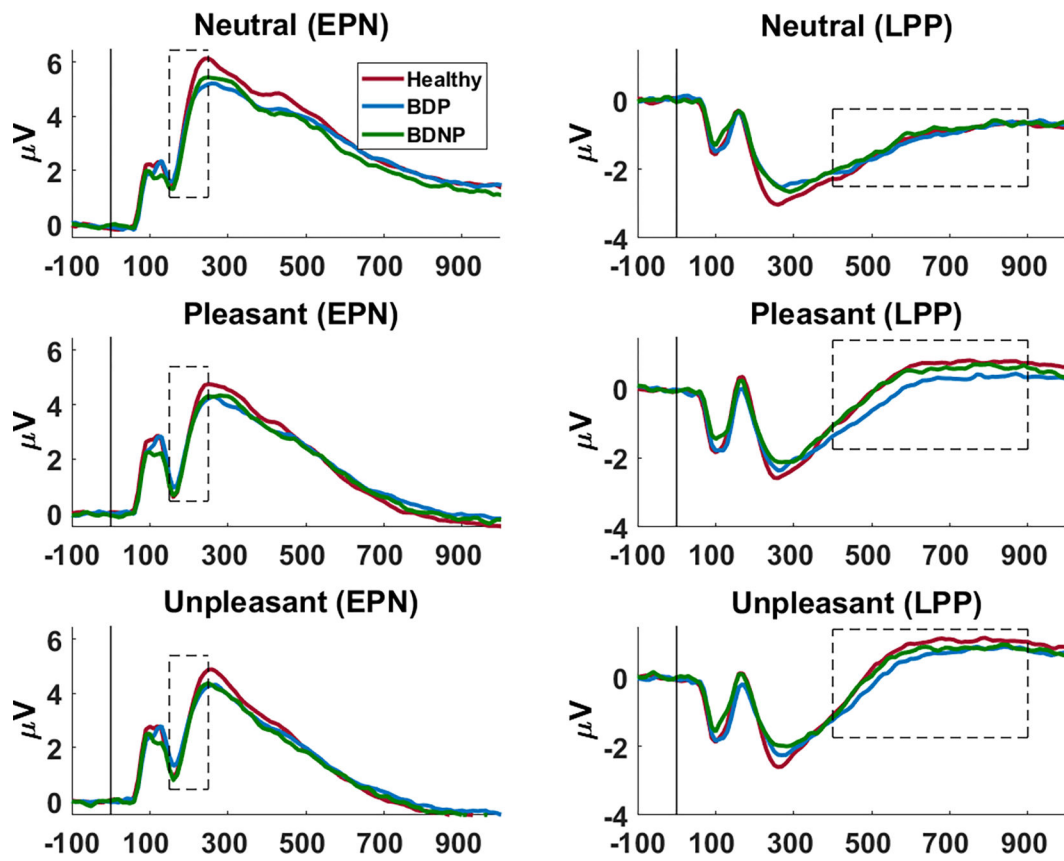 Neutral (EPN)
6
4
2
0
μV
-100 100 300 500 700 900
Healthy
BDP
BDNP
Neutral (LPP)
0
-2
-4
μV
-100 100 300 500 700 900
Pleasant (EPN)
6
4
2
0
μV
-100 100 300 500 700 900
Pleasant (LPP)
0
-2
-4
μV
-100 100 300 500 700 900
Unpleasant (EPN)
6
4
2
0
μV
-100 100 300 500 700 900
Unpleasant (LPP)
0
-2
-4
μV
-100 100 300 500 700 900